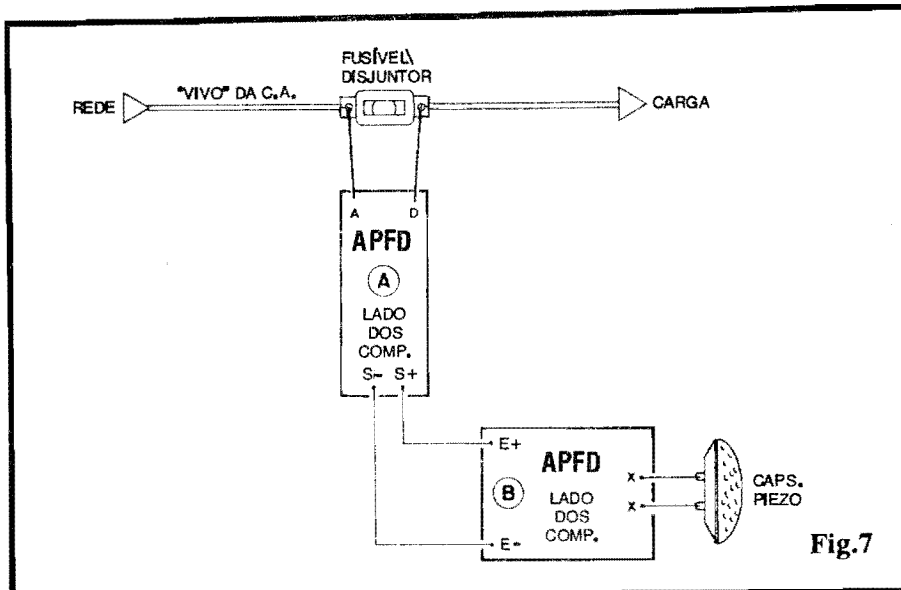 FUSÍVEL\
DISJUNTOR
REDE
"VIVO" DA C.A.
CARGA
A D
APFD
A
LADO
DOS
COMP.
S- S+
E+
APFD
B
LADO
DOS
COMP.
X
X
E-
CAPS.
PIEZO
Fig.7